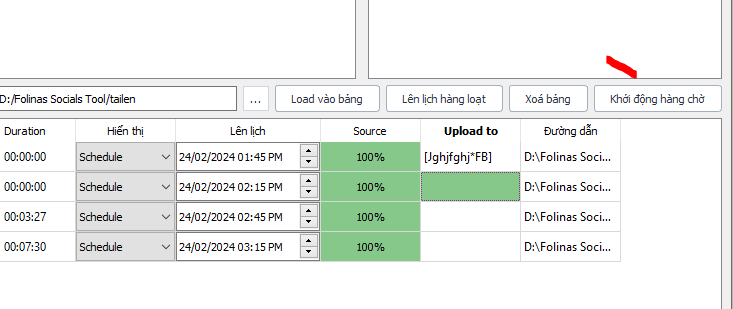 D:/Folinas Socials Tool/tailen ... Load vào bảng Lên lịch hàng loạt Xoá bảng Khởi động hàng chờ
Duration Hiển thị Lên lịch Source Upload to Đường dẫn
00:00:00 Schedule 24/02/2024 01:45 PM 100% [Jghjfghj*FB] D:\Folinas Soci...
00:00:00 Schedule 24/02/2024 02:15 PM 100% D:\Folinas Soci...
00:03:27 Schedule 24/02/2024 02:45 PM 100% D:\Folinas Soci...
00:07:30 Schedule 24/02/2024 03:15 PM 100% D:\Folinas Soci...